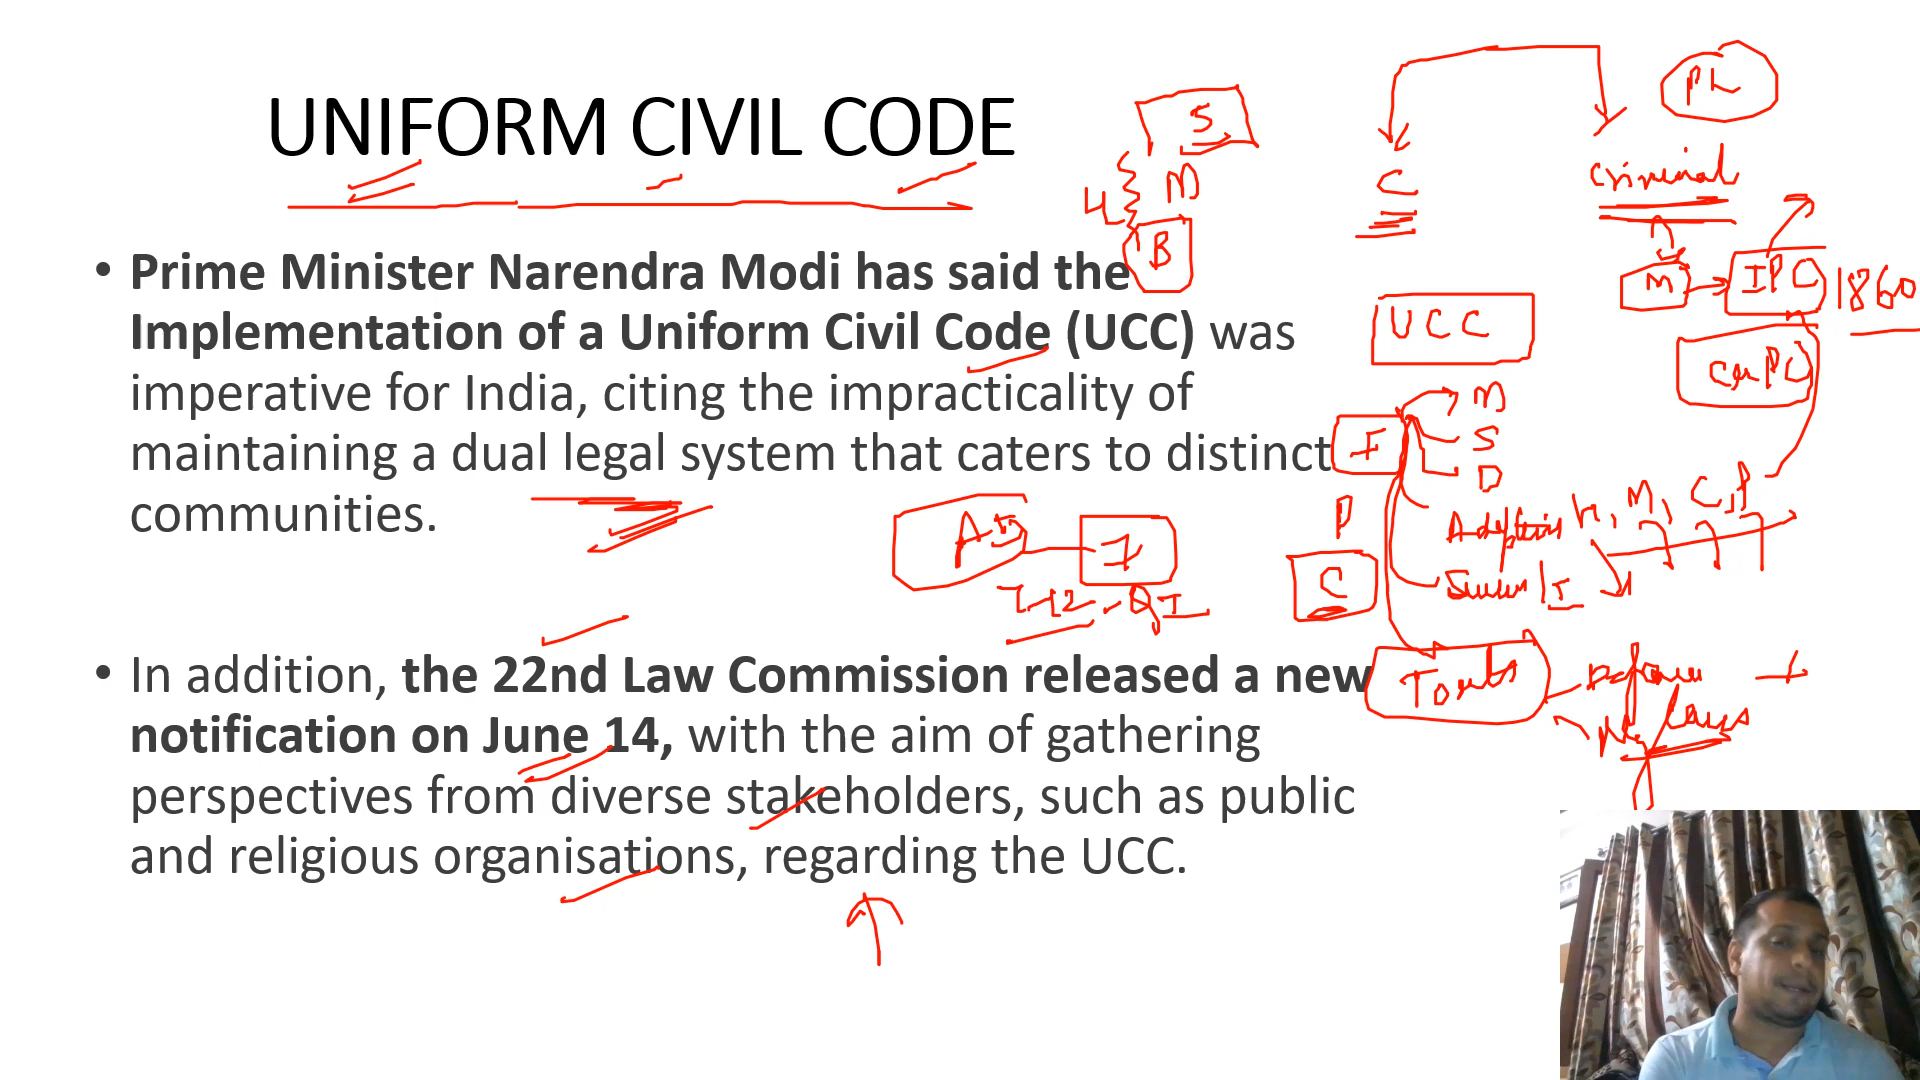 UNIFORM CIVIL CODE
• Prime Minister Narendra Modi has said the
Implementation of a Uniform Civil Code (UCC) was
imperative for India, citing the impracticality of
maintaining a dual legal system that caters to distinct
communities.
• In addition, the 22nd Law Commission released a new
notification on June 14, with the aim of gathering
perspectives from diverse stakeholders, such as public
and religious organisations, regarding the UCC.
S
M
4
B
PL
C
Criminal
M
IPC 1860
UCC
CrPC
F
M
S
D
H, M, C, P
P
C
Torts
Laws